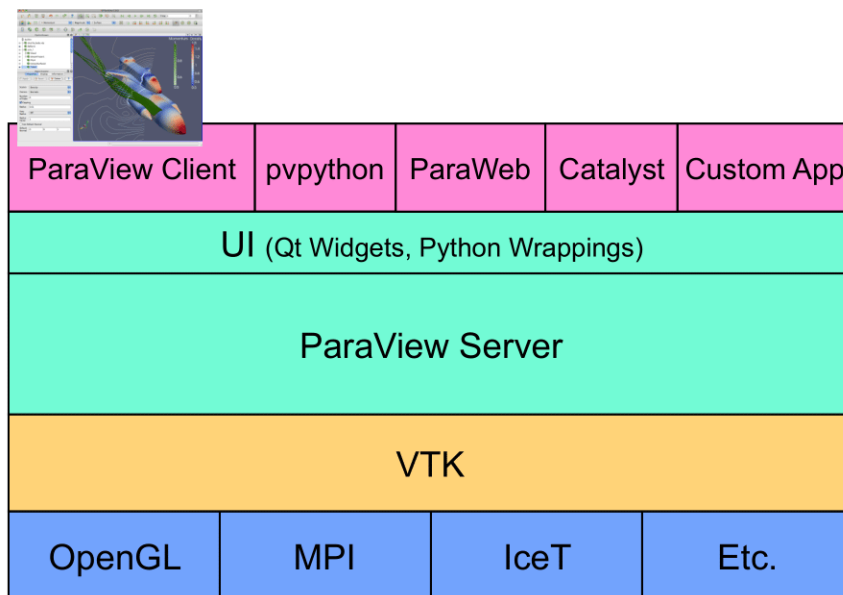 ParaView Client
pvpython
ParaWeb
Catalyst
Custom App
UI (Qt Widgets, Python Wrappings)
ParaView Server
VTK
OpenGL
MPI
IceT
Etc.